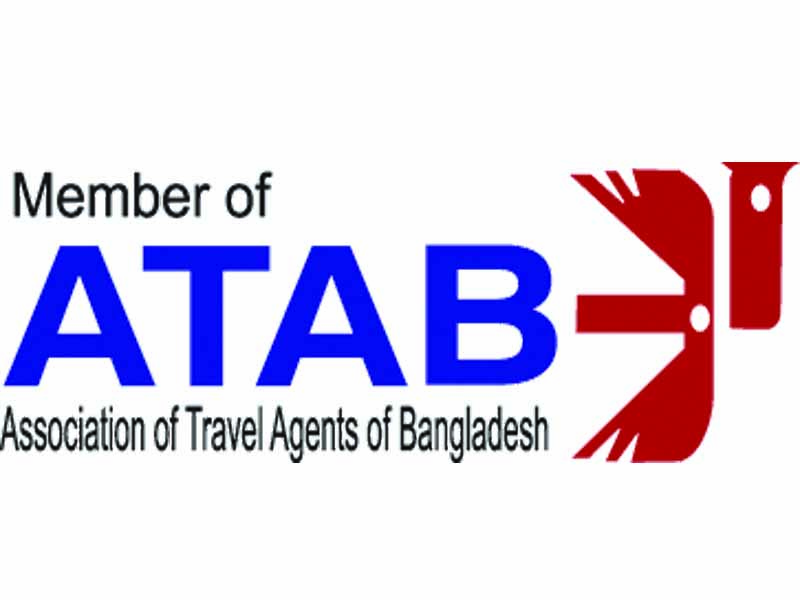 Member of
ATAB
Association of Travel Agents of Bangladesh